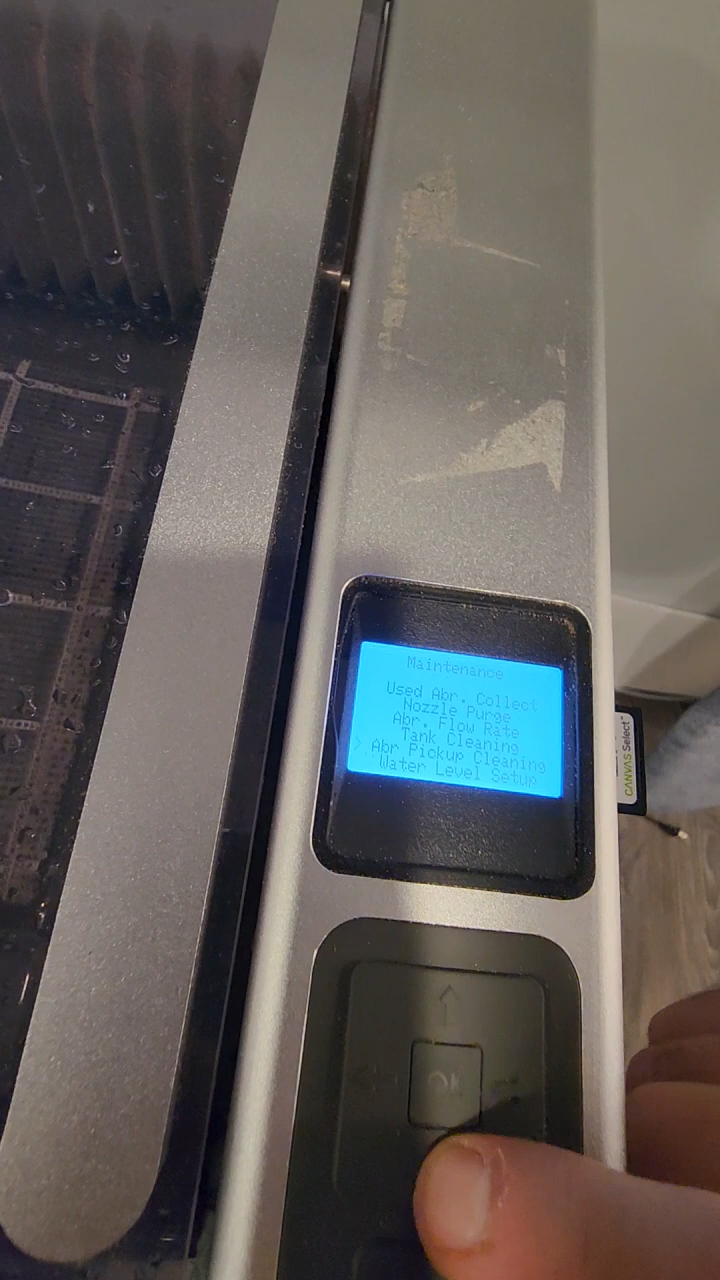 Maintenance
Used Abr. Collect
Nozzle Purge
Abr. Flow Rate
Tank Cleaning
> Abr Pickup Cleaning
Water Level Setup
CANVAS Select
OK